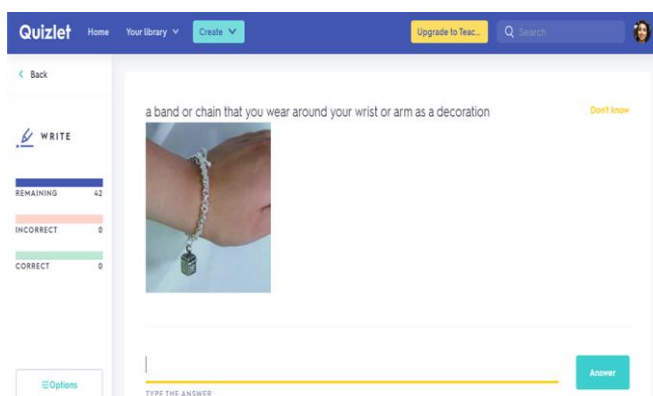 Quizlet Home Your library Create Upgrade to Teac... Search
Back
a band or chain that you wear around your wrist or arm as a decoration Don't know
WRITE
REMAINING 42
INCORRECT 0
CORRECT 0
Answer
Options
TYPE THE ANSWER